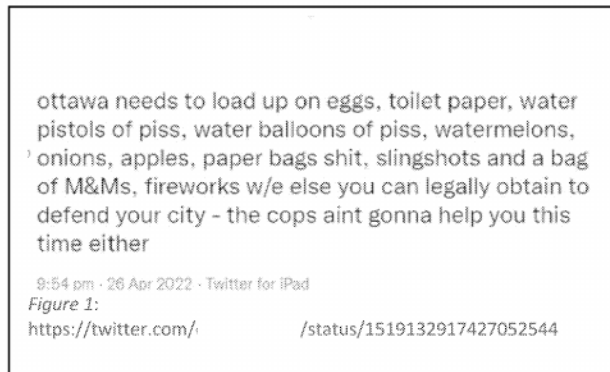 ottawa needs to load up on eggs, toilet paper, water
pistols of piss, water balloons of piss, watermelons,
onions, apples, paper bags shit, slingshots and a bag
of M&Ms, fireworks w/e else you can legally obtain to
defend your city - the cops aint gonna help you this
time either
9:54 pm · 26 Apr 2022 · Twitter for iPad
Figure 1:
https://twitter.com/ /status/1519132917427052544